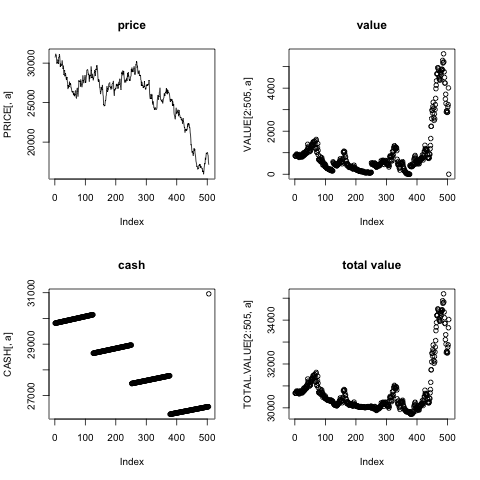 price
PRICE[, a]
30000
25000
20000
0 100 200 300 400 500
Index
value
VALUE[2:505, a]
4000
2000
0
0 100 200 300 400 500
Index
cash
CASH[, a]
31000
29000
27000
0 100 200 300 400 500
Index
total value
TOTAL.VALUE[2:505, a]
34000
32000
30000
0 100 200 300 400 500
Index